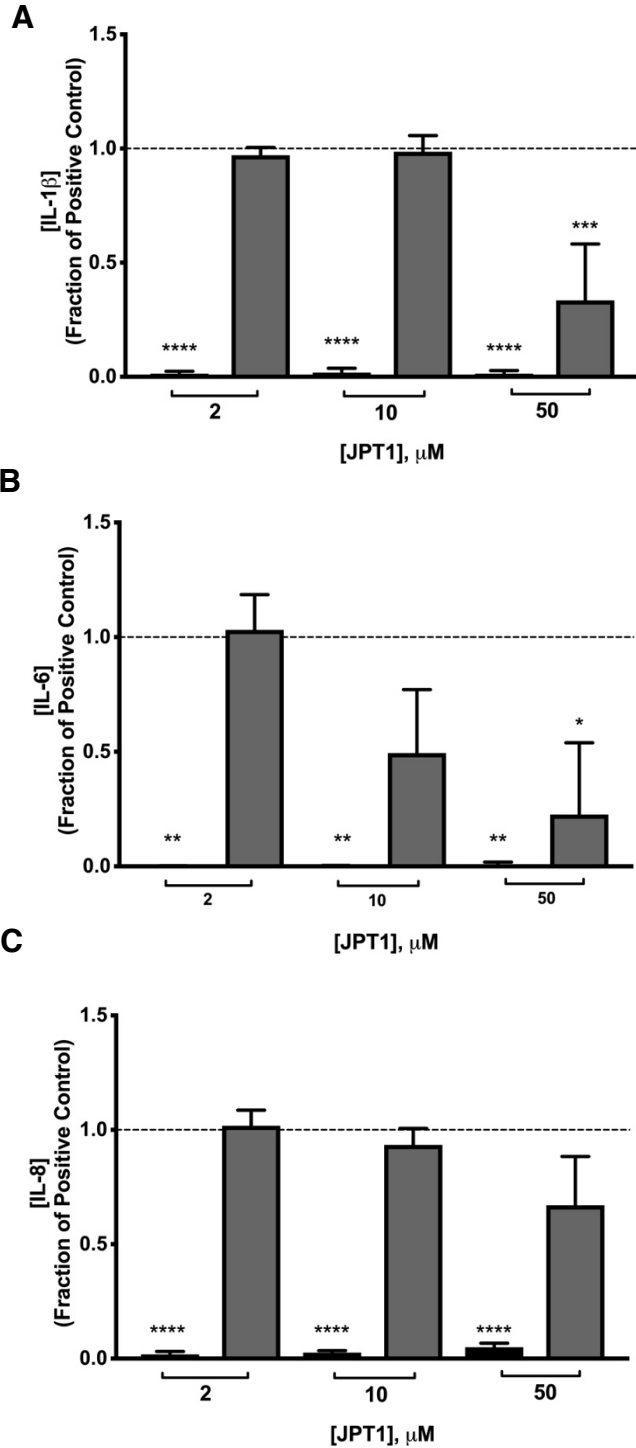 A
[IL-1β]
(Fraction of Positive Control)
1.5
1.0
0.5
0.0
**** **** **** ***
2 10 50
[JPT1], μM
B
[IL-6]
(Fraction of Positive Control)
1.5
1.0
0.5
0.0
** ** ** *
2 10 50
[JPT1], μM
C
[IL-8]
(Fraction of Positive Control)
1.5
1.0
0.5
0.0
**** **** ****
2 10 50
[JPT1], μM